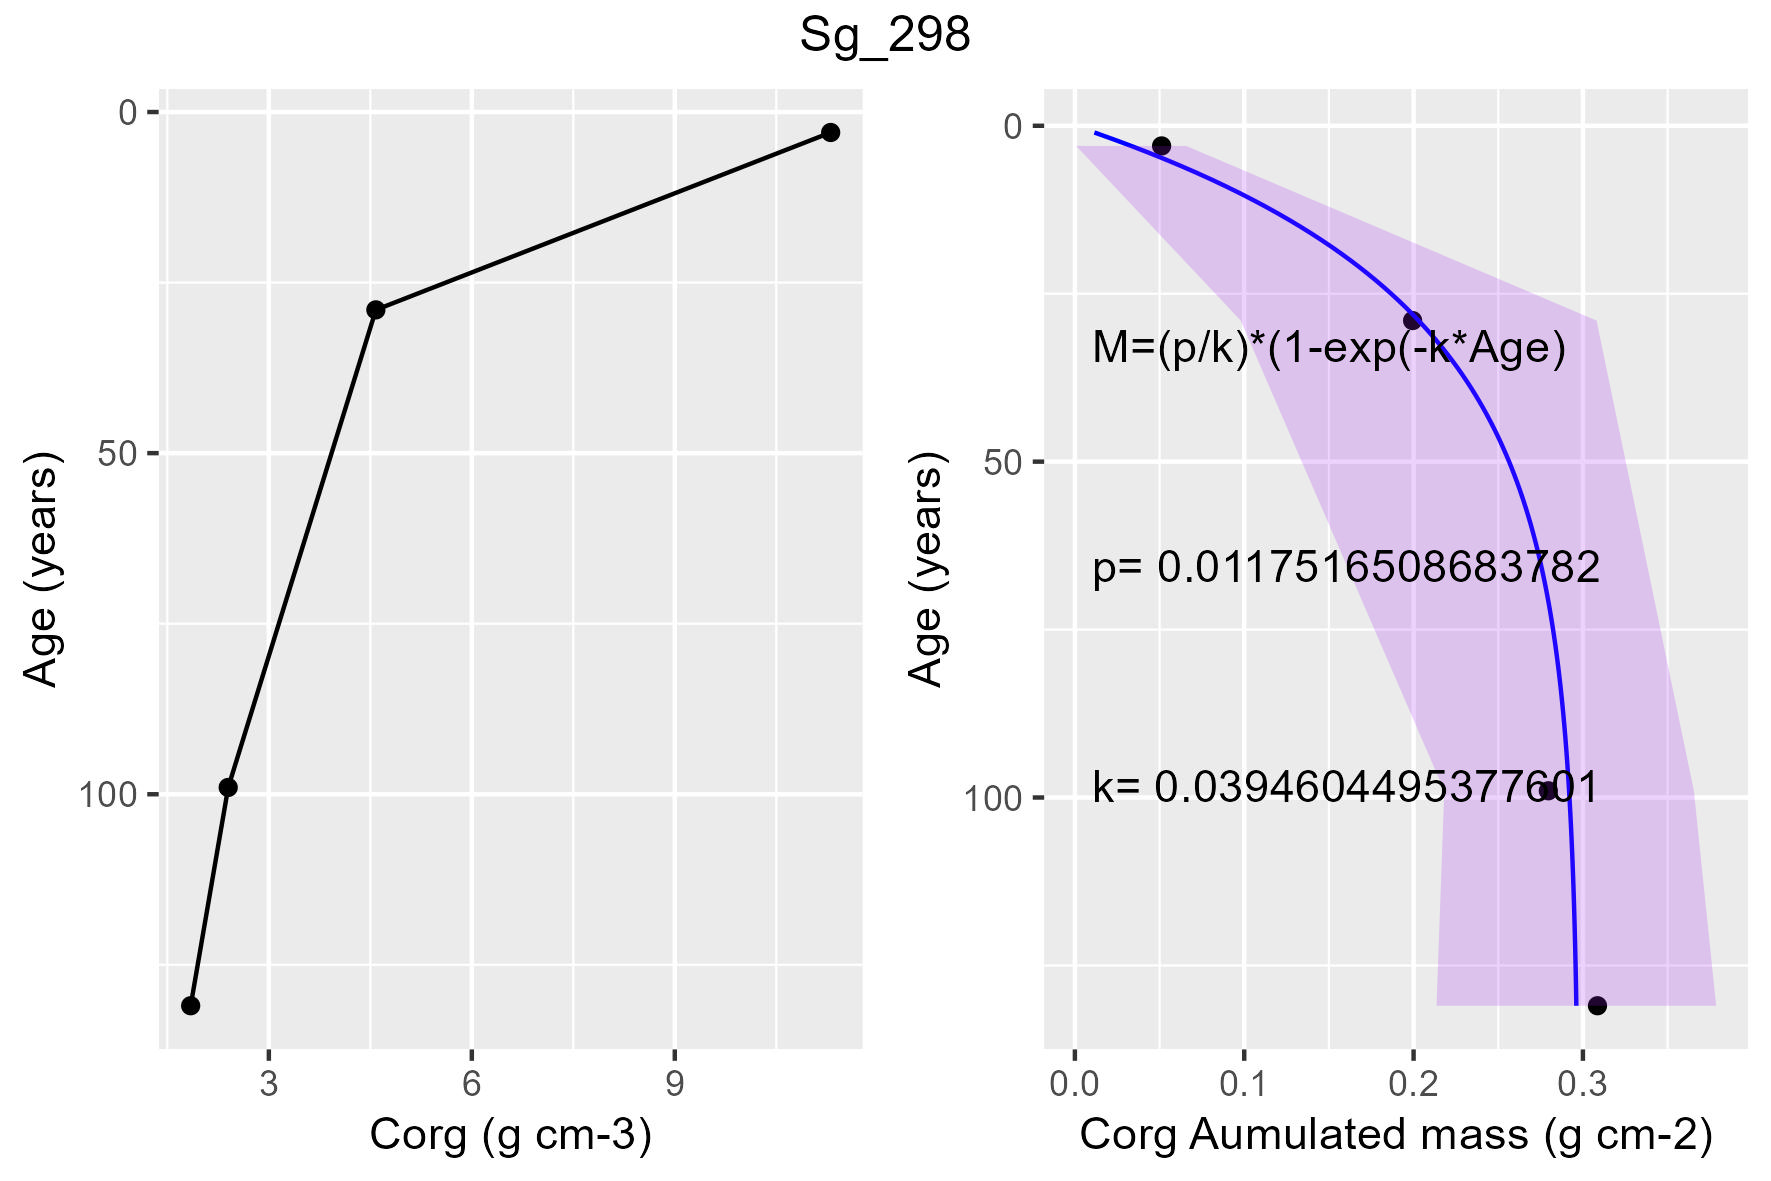 Sg_298
0
50
100
Age (years)
3
6
9
Corg (g cm-3)
0
50
100
Age (years)
M=(p/k)*(1-exp(-k*Age)
p= 0.0117516508683782
k= 0.0394604495377601
0.0
0.1
0.2
0.3
Corg Aumulated mass (g cm-2)